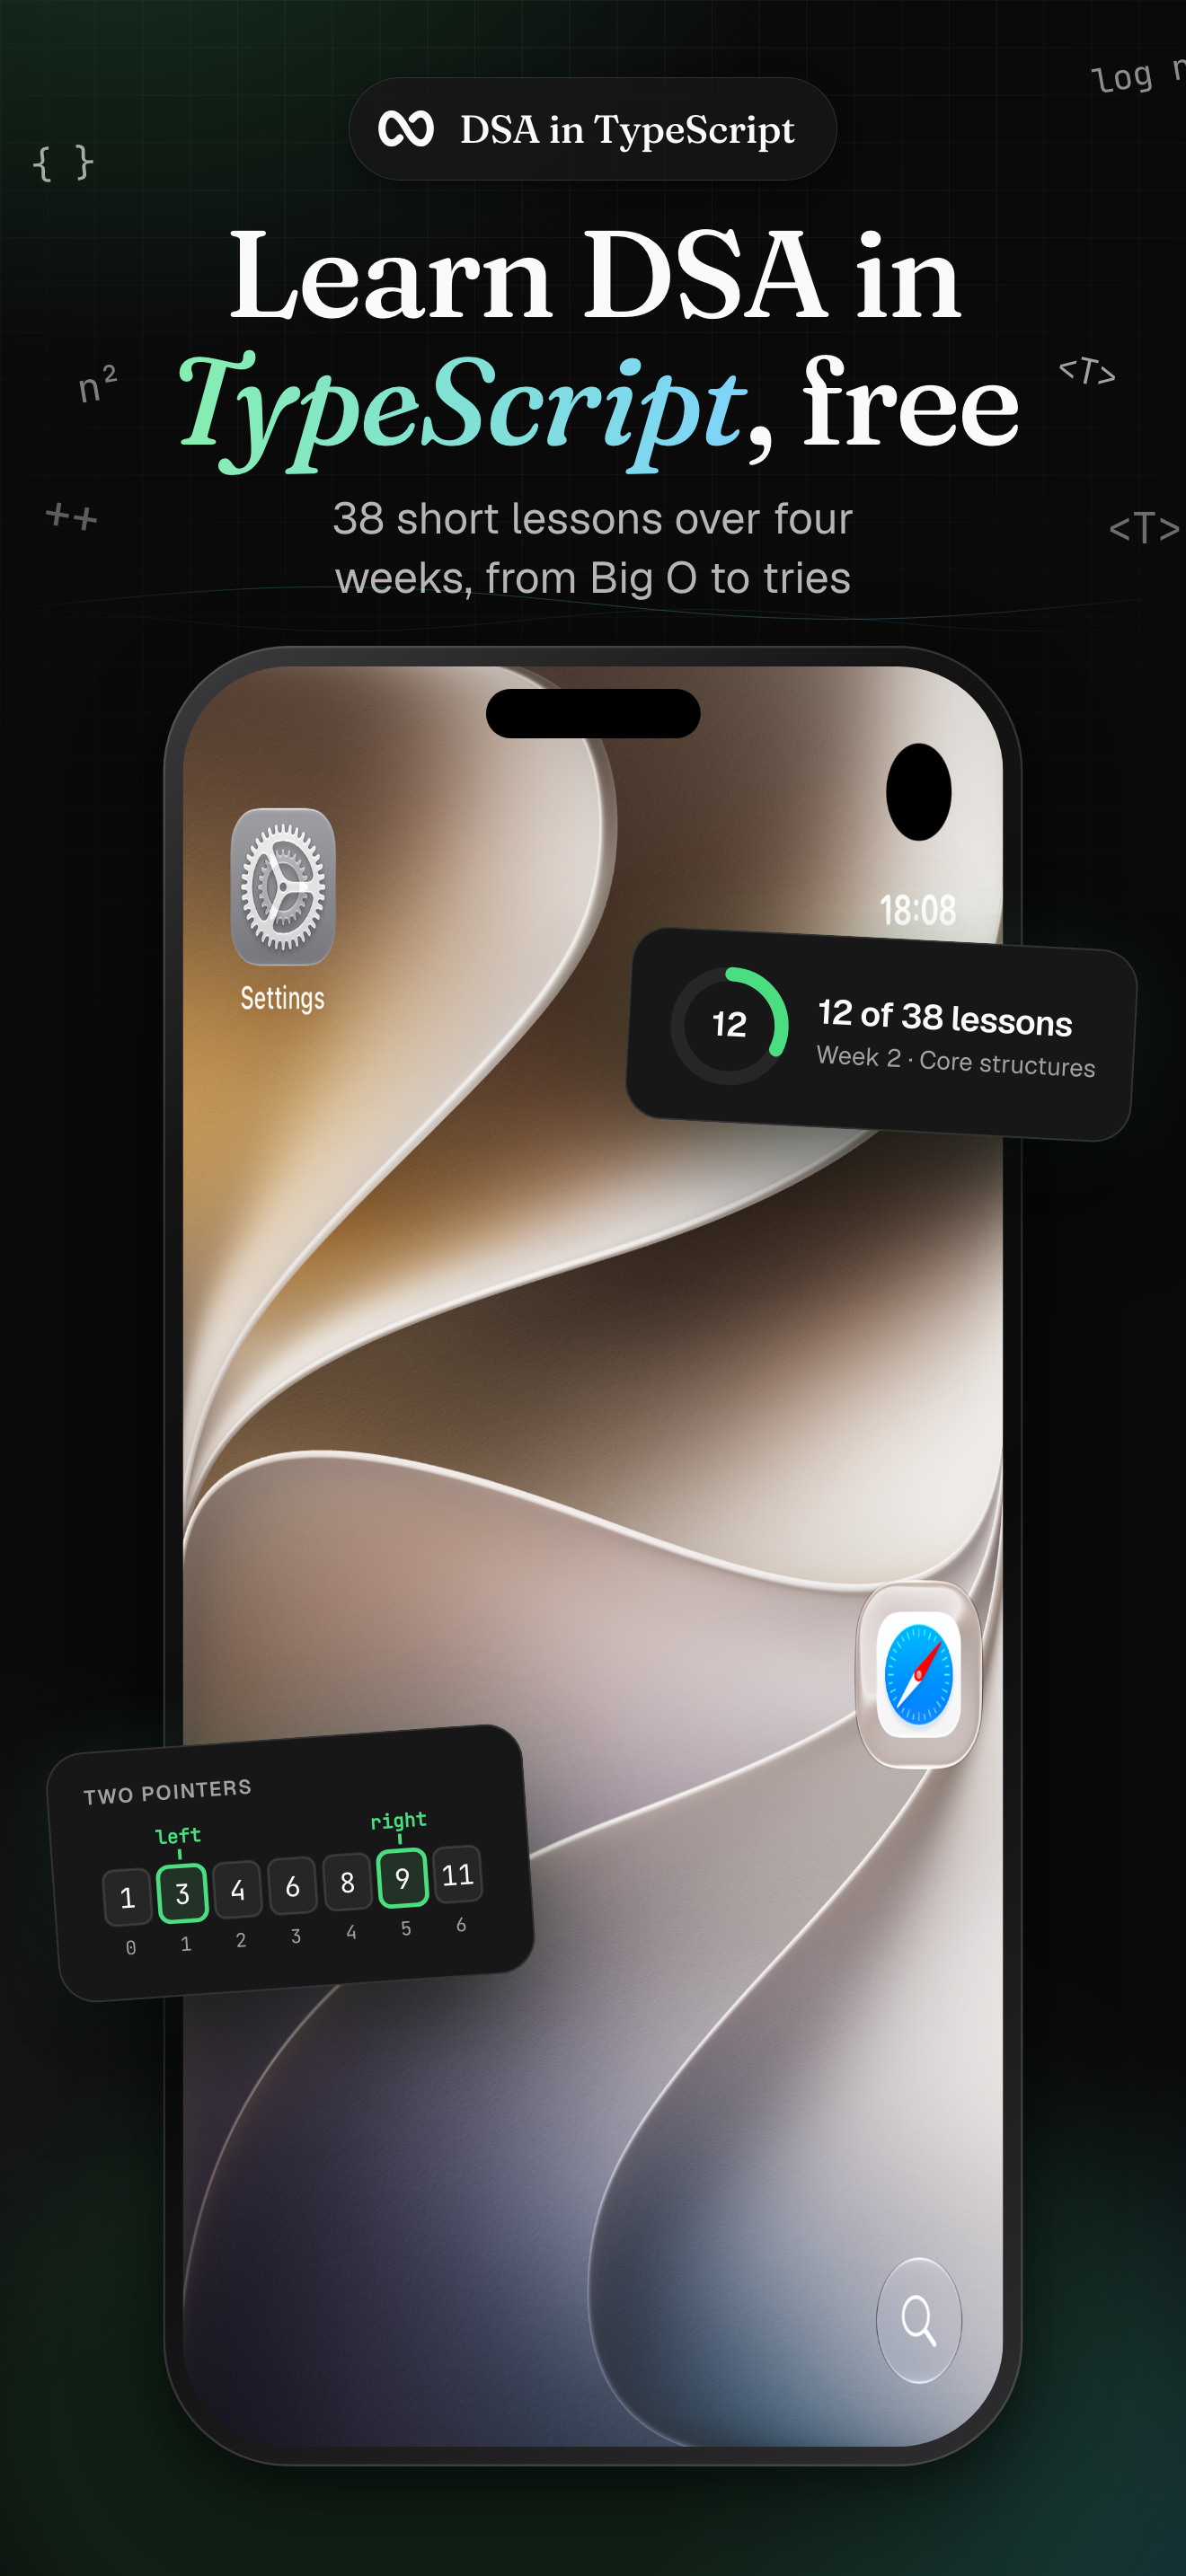 log n
{ }
DSA in TypeScript
Learn DSA in
TypeScript, free
n²
<T>
++
<T>
38 short lessons over four
weeks, from Big O to tries
18:08
Settings
12
12 of 38 lessons
Week 2 · Core structures
TWO POINTERS
left right
1 3 4 6 8 9 11
0 1 2 3 4 5 6